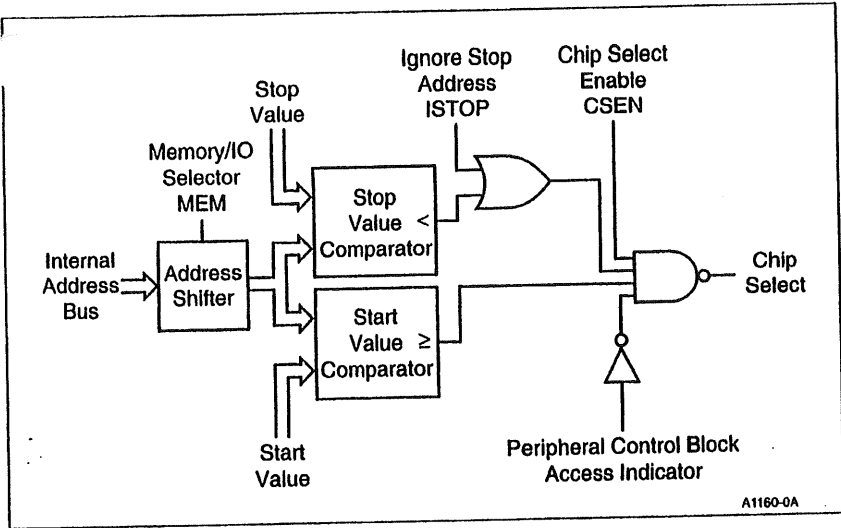 Ignore Stop
Address
ISTOP
Chip Select
Enable
CSEN
Stop
Value
Memory/IO
Selector
MEM
Stop
Value <
Comparator
Internal
Address
Bus
Address
Shifter
Chip
Select
Start
Value ≥
Comparator
Start
Value
Peripheral Control Block
Access Indicator
A1160-0A